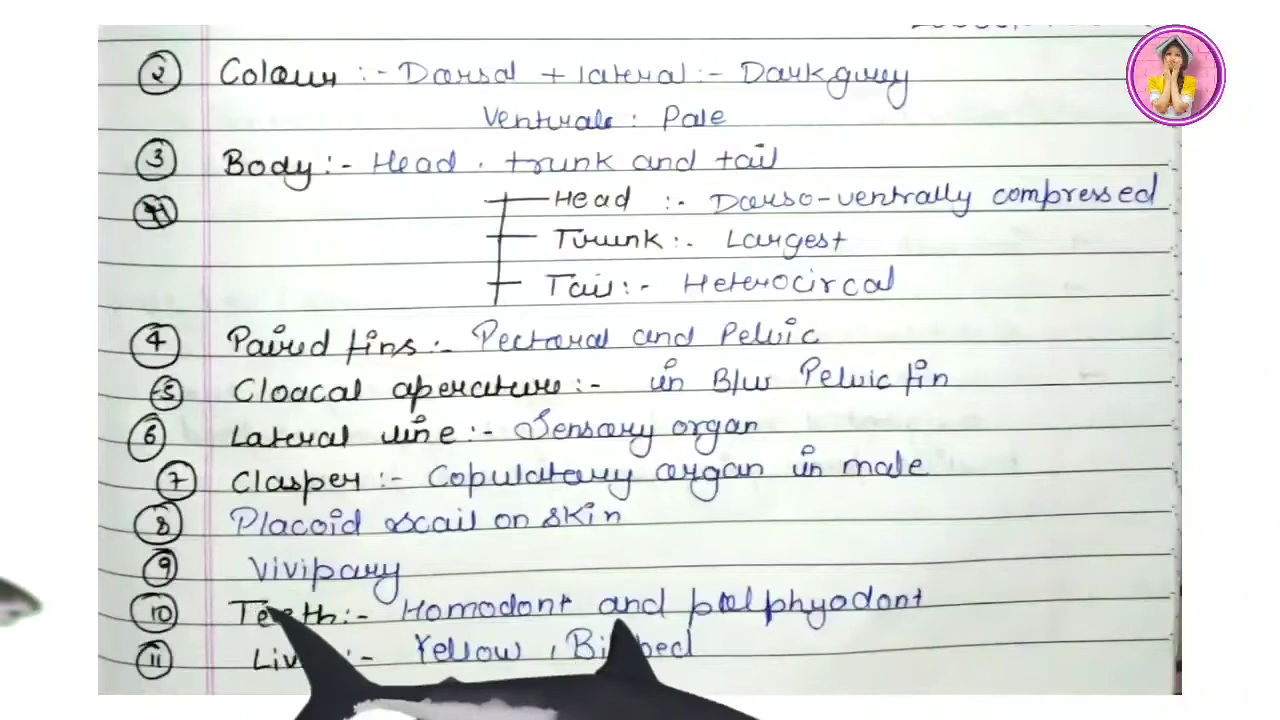 ② Colour :- Dorsal + lateral :- Dark grey
Ventral : Pale
③ Body :- Head , trunk and tail
Head :- Dorso-ventrally compressed
Trunk :- Largest
Tail :- Heterocircal
④ Paired fins :- Pectoral and Pelvic
⑤ Cloacal aperature :- in B/w Pelvic fin
⑥ Lateral line :- Sensory organ
⑦ Clasper :- Copulatory organ in male
⑧ Placoid scail on skin
⑨ Vivipary
⑩ Teeth :- Homodont and polphyodont
⑪ :- Yellow ,